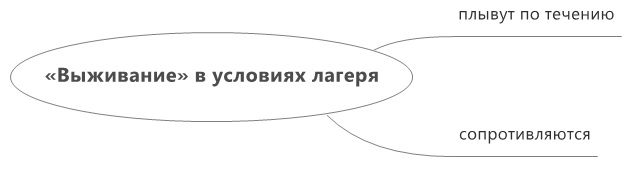 плывут по течению
«Выживание» в условиях лагеря
сопротивляются